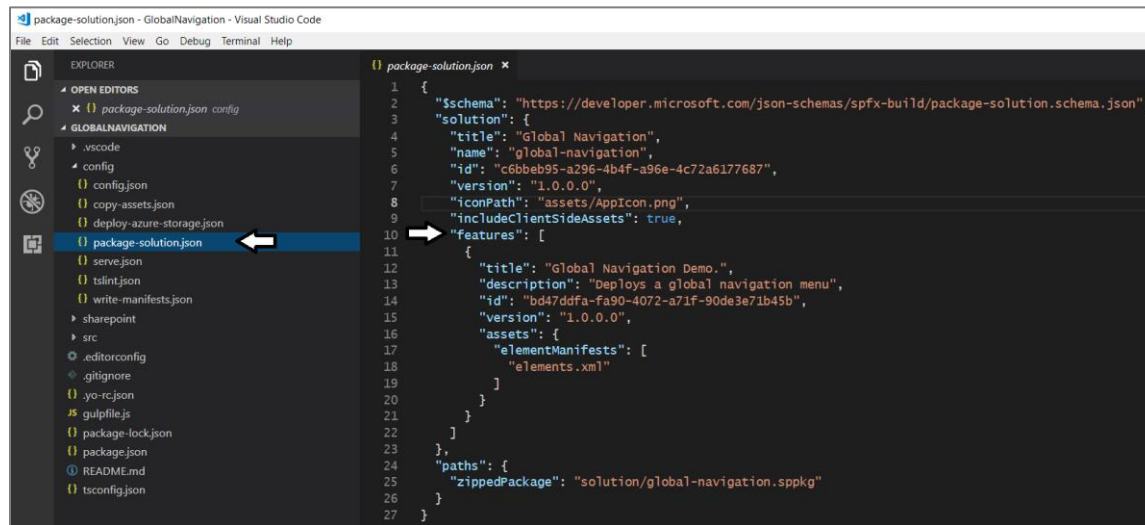 package-solution.json - GlobalNavigation - Visual Studio Code
File Edit Selection View Go Debug Terminal Help
EXPLORER
OPEN EDITORS
{} package-solution.json config
GLOBALNAVIGATION
.vscode
config
{} config.json
{} copy-assets.json
{} deploy-azure-storage.json
{} package-solution.json
{} serve.json
{} tslint.json
{} write-manifests.json
sharepoint
src
.editorconfig
.gitignore
{} .yo-rc.json
JS gulpfile.js
{} package-lock.json
{} package.json
README.md
{} tsconfig.json
{} package-solution.json
1 {
2 "$schema": "https://developer.microsoft.com/json-schemas/spfx-build/package-solution.schema.json"
3 "solution": {
4 "title": "Global Navigation",
5 "name": "global-navigation",
6 "id": "c6bbeb95-a296-4b4f-a96e-4c72a6177687",
7 "version": "1.0.0.0",
8 "iconPath": "assets/AppIcon.png",
9 "includeClientSideAssets": true,
10 "features": [
11 {
12 "title": "Global Navigation Demo.",
13 "description": "Deploys a global navigation menu",
14 "id": "bd47ddfa-fa90-4072-a71f-90de3e71b45b",
15 "version": "1.0.0.0",
16 "assets": {
17 "elementManifests": [
18 "elements.xml"
19 ]
20 }
21 }
22 ]
23 },
24 "paths": {
25 "zippedPackage": "solution/global-navigation.sppkg"
26 }
27 }